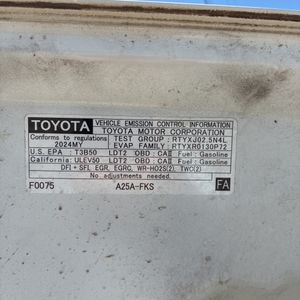 TOYOTA
VEHICLE EMISSION CONTROL INFORMATION
TOYOTA MOTOR CORPORATION
Conforms to regulations
2024MY
TEST GROUP : RTYXJ02.5N4L
EVAP. FAMILY : RTYXR0130P72
U.S. EPA : T3B50 LDT2 OBD : CAII Fuel : Gasoline
California: ULEV50 LDT2 OBD : CAII Fuel : Gasoline
DFI + SFI, EGR, EGRC, WR-HO2S(2), TWC(2)
No adjustments needed.
F0075 A25A-FKS FA